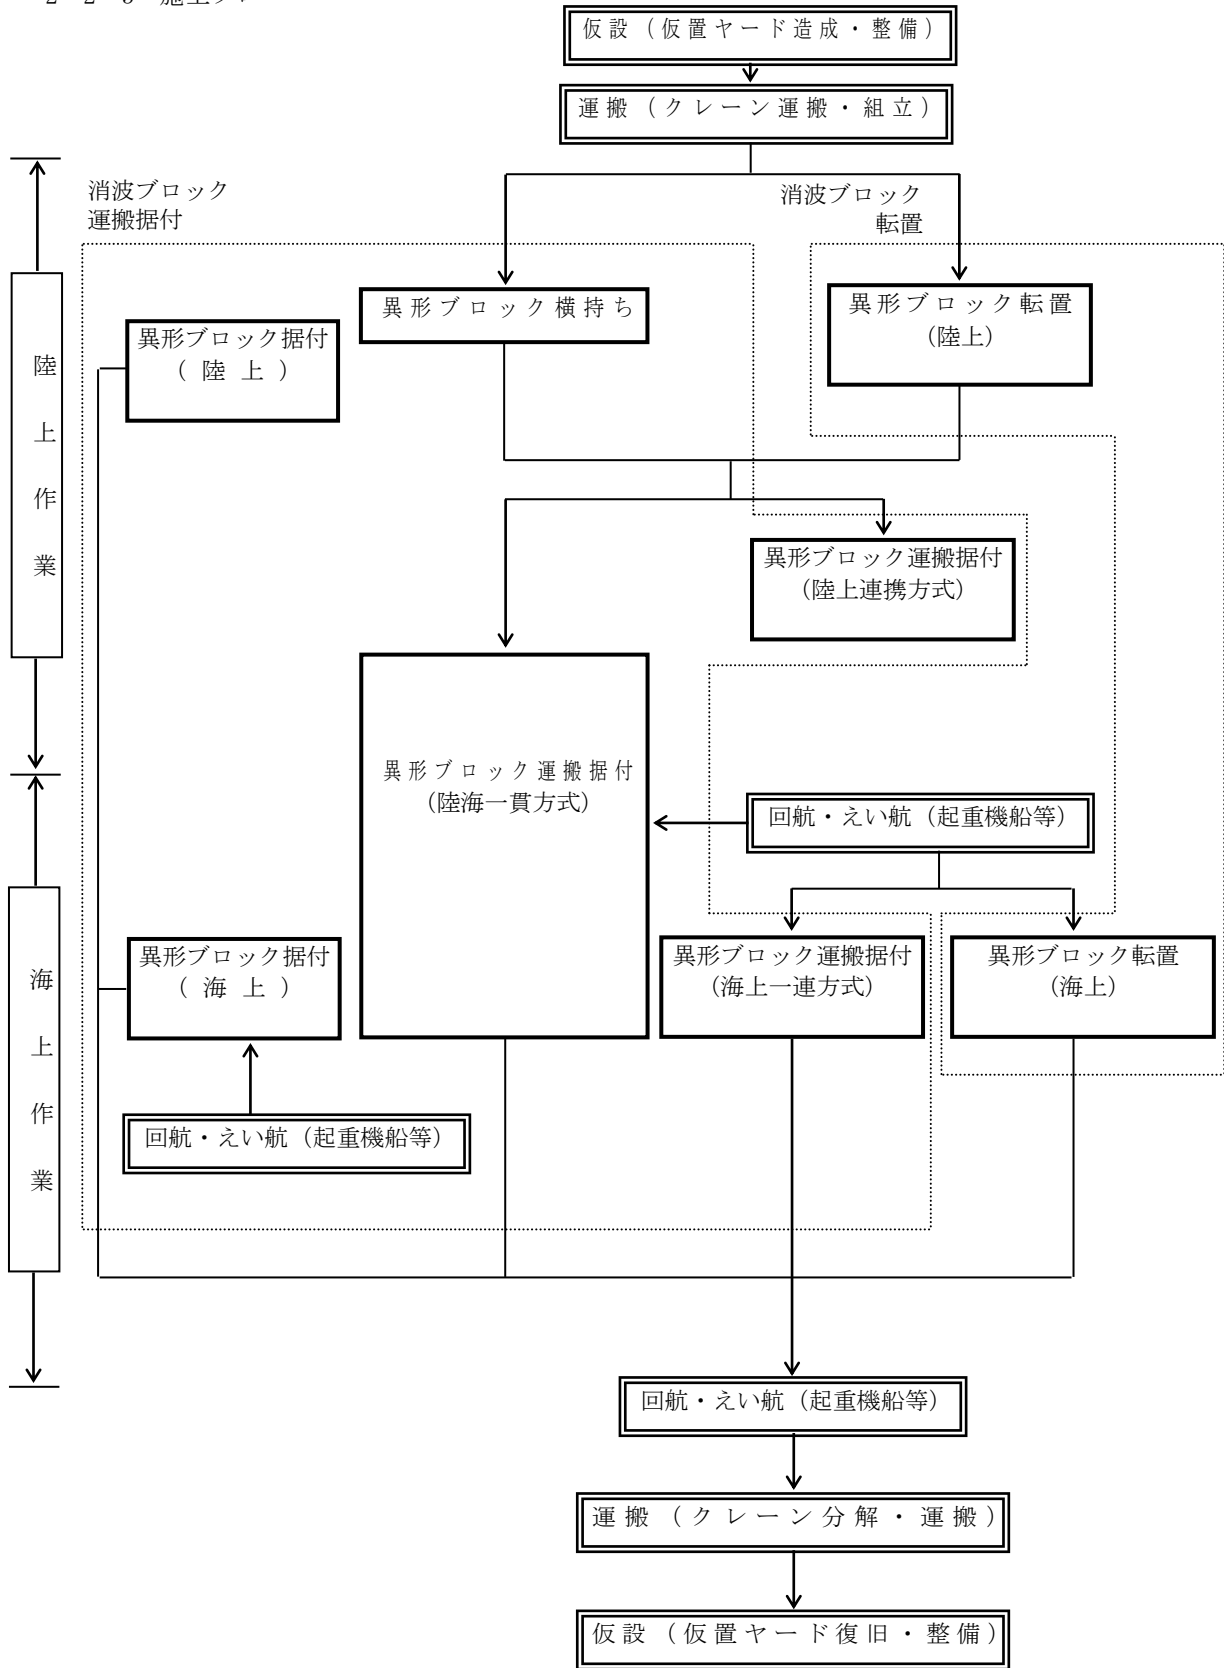 仮設（仮置ヤード造成・整備）
運搬（クレーン運搬・組立）
消波ブロック
運搬据付
消波ブロック
転置
異形ブロック横持ち
異形ブロック転置
(陸上)
異形ブロック据付
（陸上）
陸上作業
異形ブロック運搬据付
（陸上連携方式）
異形ブロック運搬据付
（陸海一貫方式）
回航・えい航（起重機船等）
異形ブロック据付
（海上）
異形ブロック運搬据付
（海上一連方式）
異形ブロック転置
（海上）
海上作業
回航・えい航（起重機船等）
回航・えい航（起重機船等）
運搬（クレーン分解・運搬）
仮設（仮置ヤード復旧・整備）